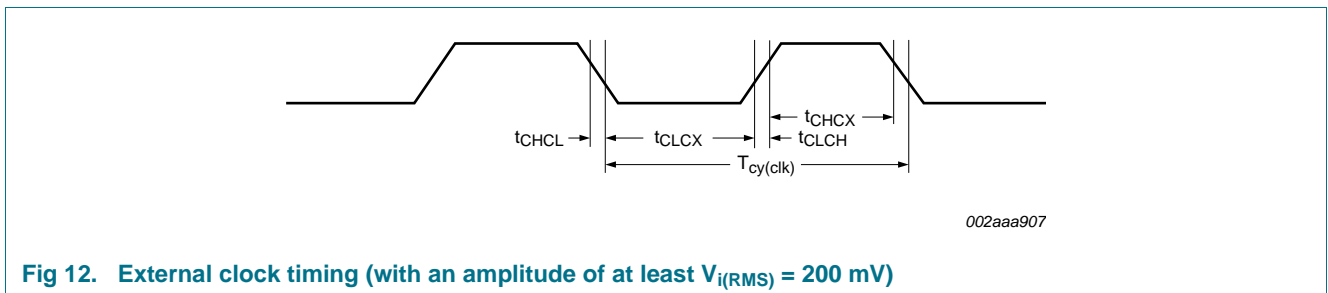 tCHCX
tCHCL
tCLCX
tCLCH
Tcy(clk)
002aaa907
Fig 12. External clock timing (with an amplitude of at least Vi(RMS) = 200 mV)